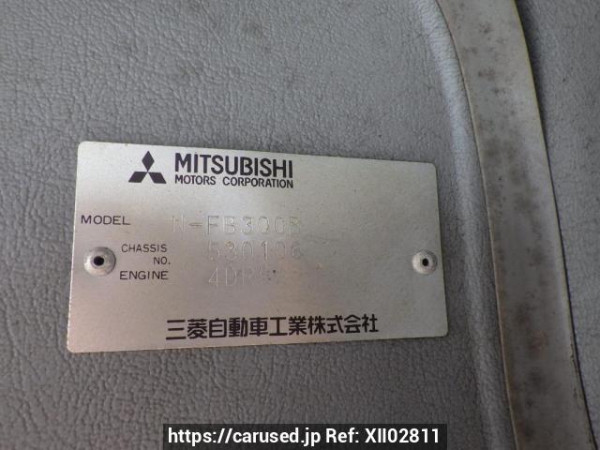 MITSUBISHI
MOTORS CORPORATION
MODEL
CHASSIS NO. 530106
ENGINE
三菱自動車工業株式会社
https://carused.jp Ref: XII02811